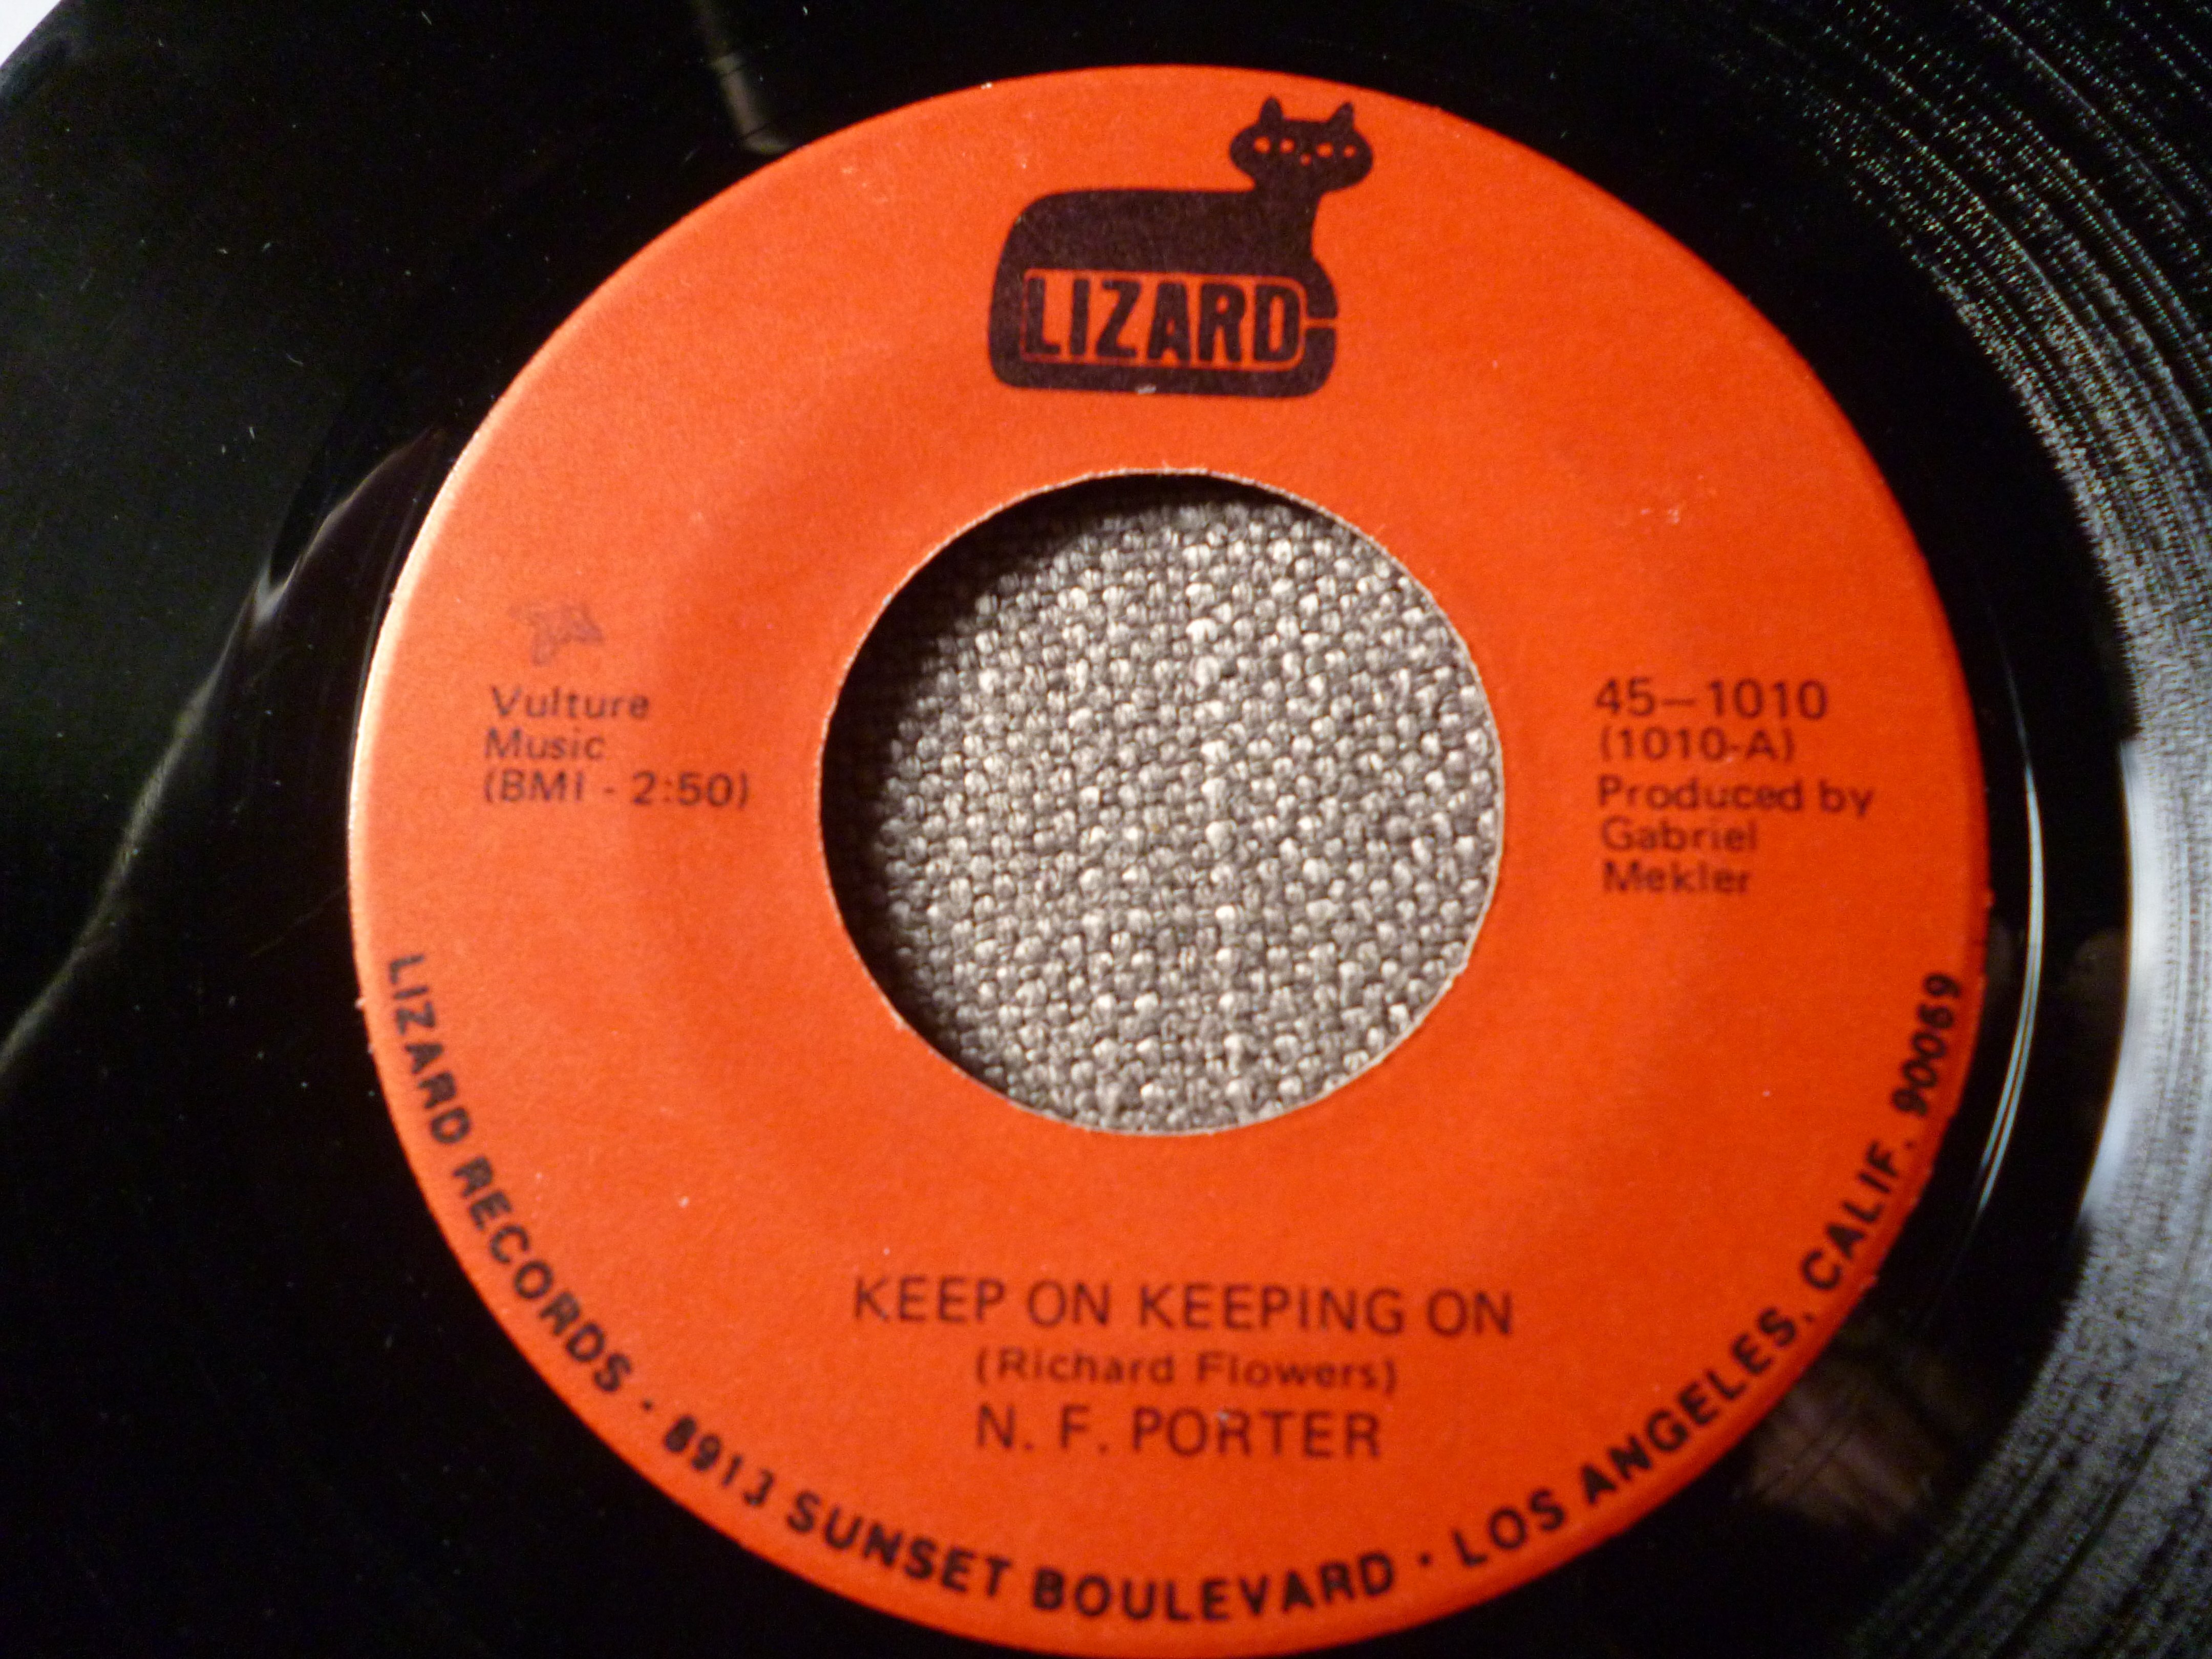 LIZARD
Vulture
Music
(BMI - 2:50)
45-1010
(1010-A)
Produced by
Gabriel
Mekler
KEEP ON KEEPING ON
(Richard Flowers)
N. F. PORTER
LIZARD RECORDS · 8913 SUNSET BOULEVARD · LOS ANGELES, CALIF. 90069